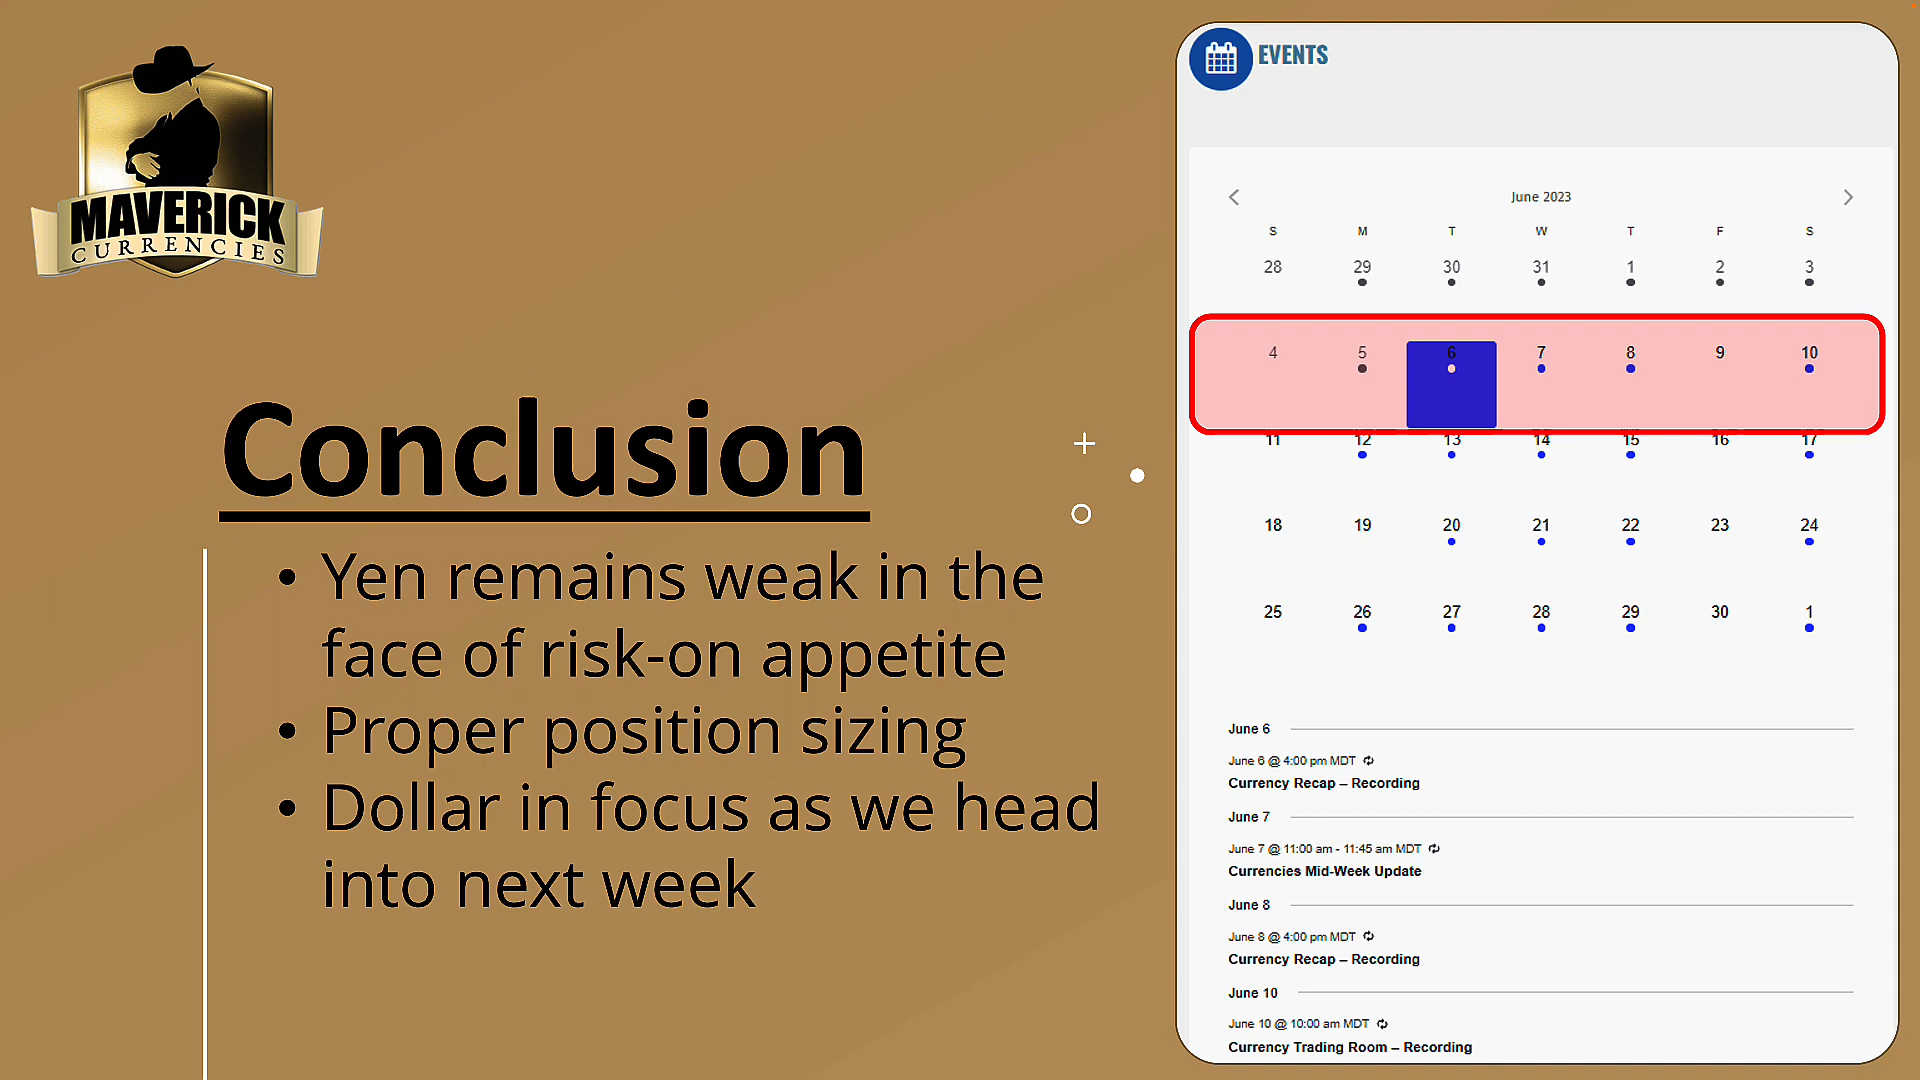 MAVERICK
CURRENCIES
Conclusion
• Yen remains weak in the
face of risk-on appetite
• Proper position sizing
• Dollar in focus as we head
into next week
EVENTS
June 2023
S M T W T F S
28 29 30 31 1 2 3
4 5 6 7 8 9 10
11 12 13 14 15 16 17
18 19 20 21 22 23 24
25 26 27 28 29 30 1
June 6
June 6 @ 4:00 pm MDT
Currency Recap – Recording
June 7
June 7 @ 11:00 am - 11:45 am MDT
Currencies Mid-Week Update
June 8
June 8 @ 4:00 pm MDT
Currency Recap – Recording
June 10
June 10 @ 10:00 am MDT
Currency Trading Room – Recording